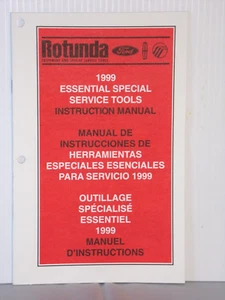 Rotunda
Ford
1999
ESSENTIAL SPECIAL
SERVICE TOOLS
INSTRUCTION MANUAL
MANUAL DE
INSTRUCCIONES DE
HERRAMIENTAS
ESPECIALES ESENCIALES
PARA SERVICIO 1999
OUTILLAGE
SPÉCIALISÉ
ESSENTIEL
1999
MANUEL
D'INSTRUCTIONS